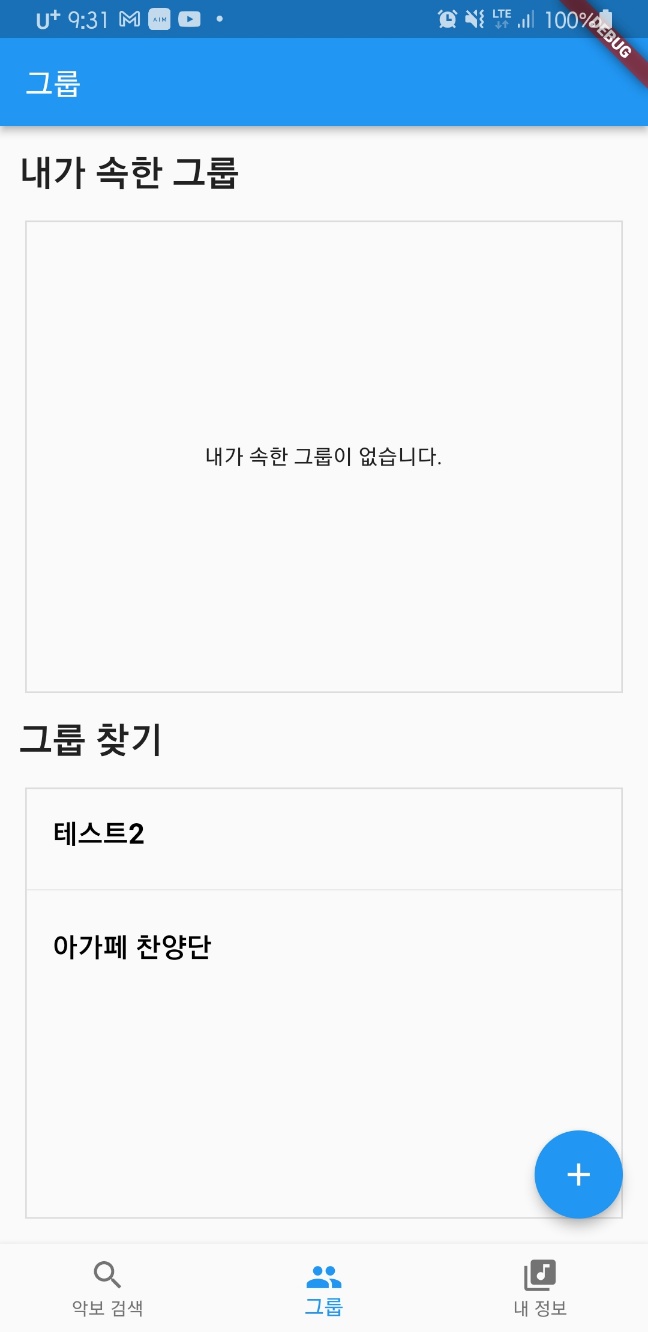 U+ 9:31 AIM LTE 100%
DEBUG
그룹
내가 속한 그룹
내가 속한 그룹이 없습니다.
그룹 찾기
테스트2
아가페 찬양단
+
악보 검색 그룹 내 정보